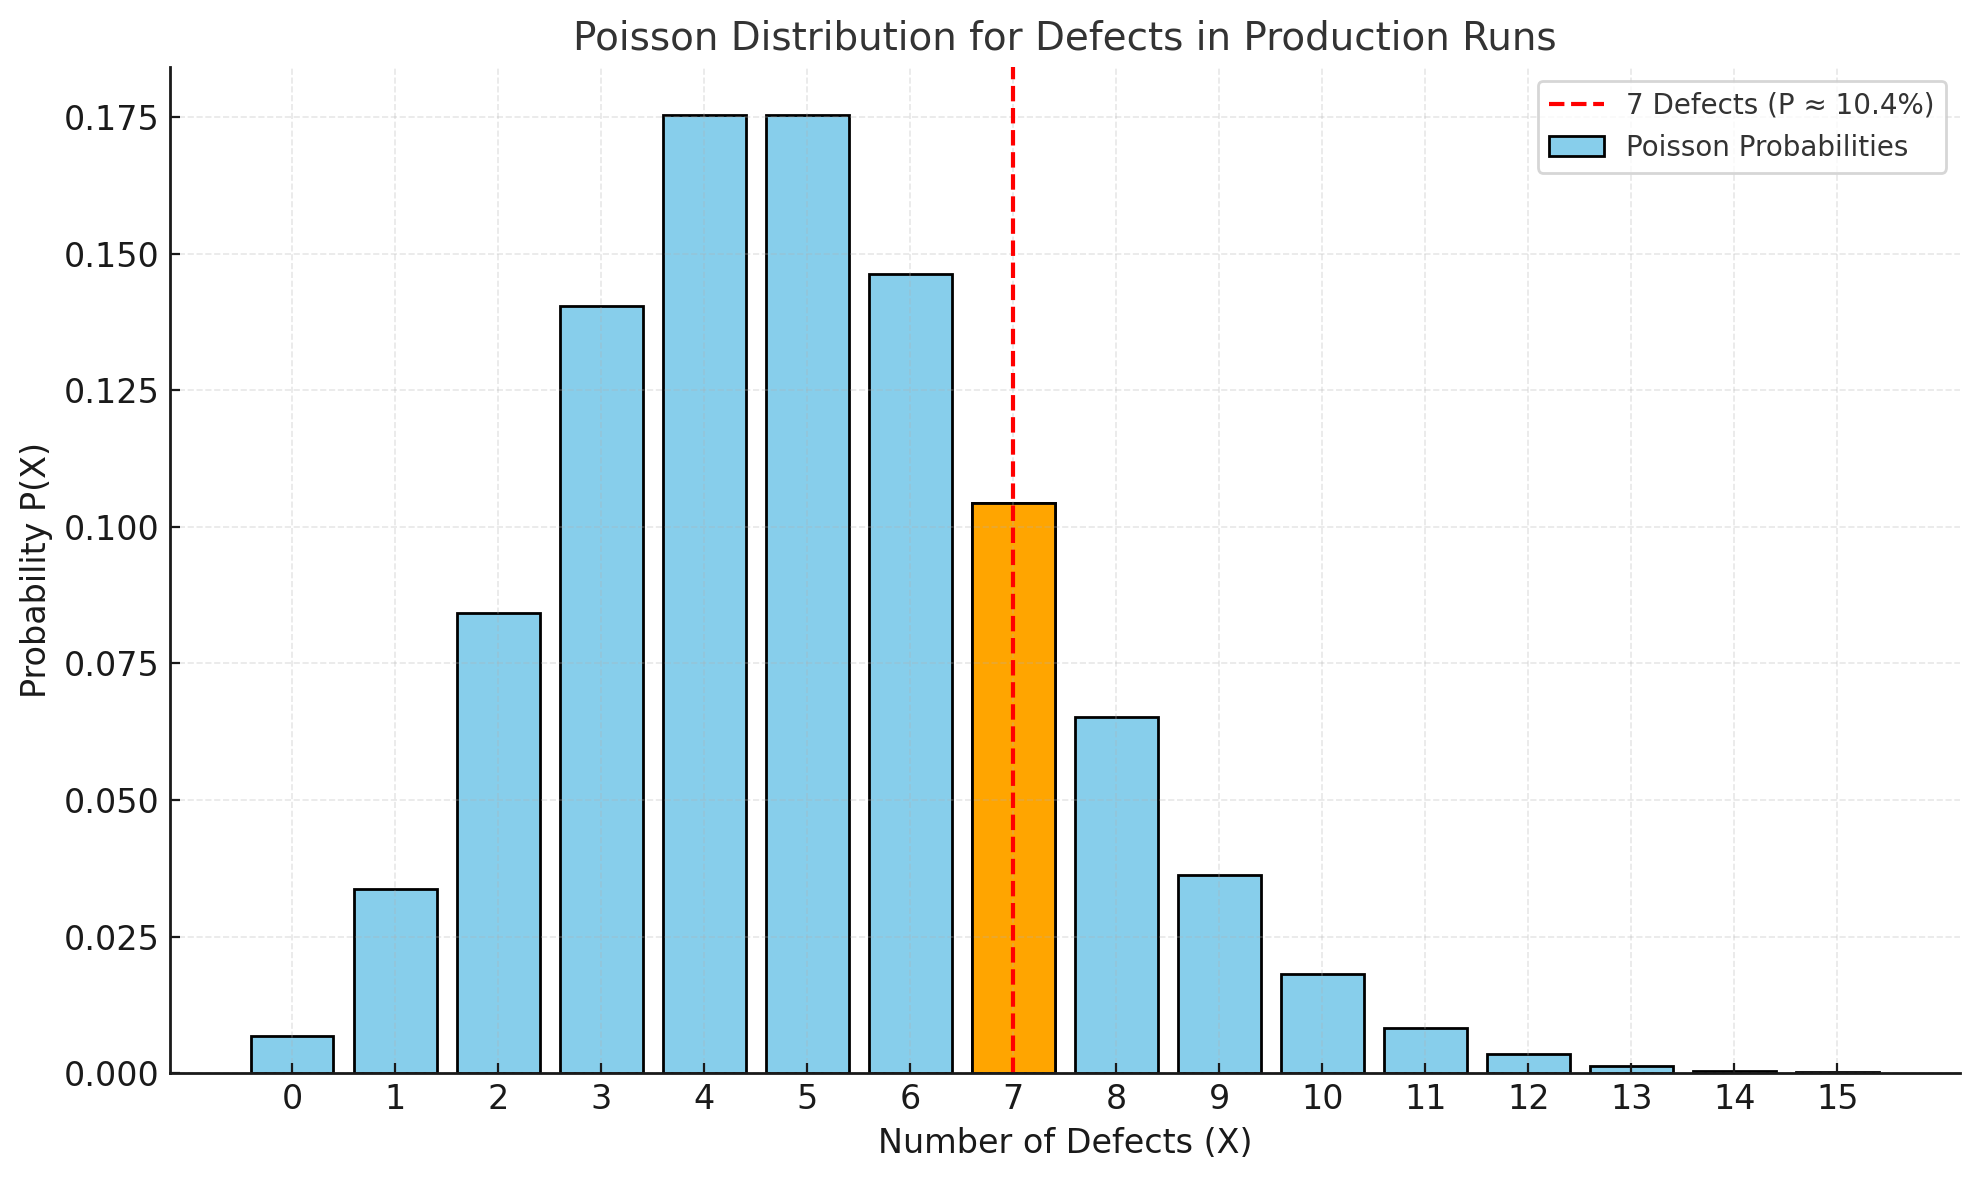 Poisson Distribution for Defects in Production Runs
7 Defects (P ≈ 10.4%)
Poisson Probabilities
Probability P(X)
0.175
0.150
0.125
0.100
0.075
0.050
0.025
0.000
0 1 2 3 4 5 6 7 8 9 10 11 12 13 14 15
Number of Defects (X)